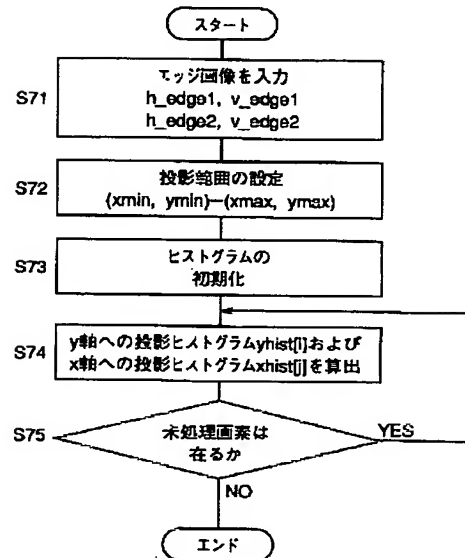 スタート
S71
エッジ画像を入力
h_edge1, v_edge1
h_edge2, v_edge2
S72
投影範囲の設定
(xmin, ymin)–(xmax, ymax)
S73
ヒストグラムの
初期化
S74
y軸への投影ヒストグラムyhist[i]および
x軸への投影ヒストグラムxhist[j]を算出
S75
未処理画素は
在るか
YES
NO
エンド